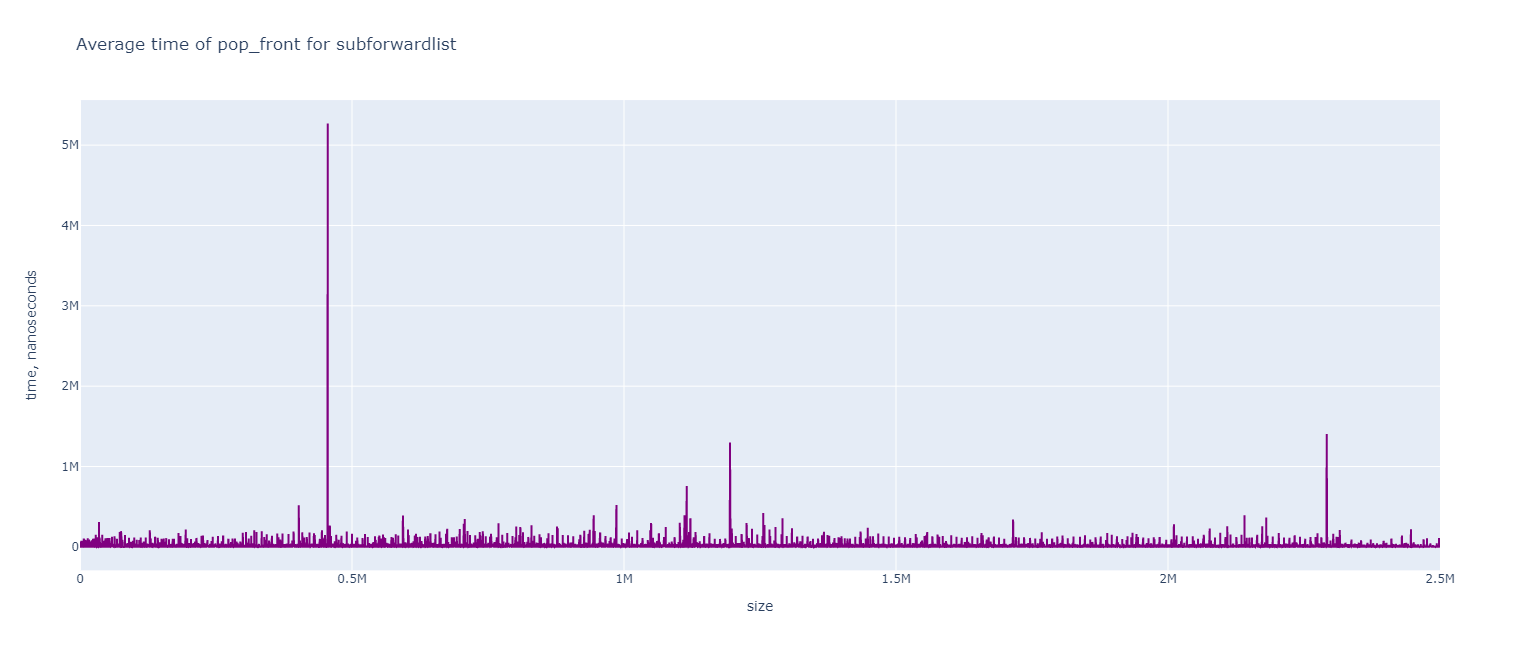 Average time of pop_front for subforwardlist
5M
4M
3M
2M
1M
0
time, nanoseconds
0
0.5M
1M
1.5M
2M
2.5M
size